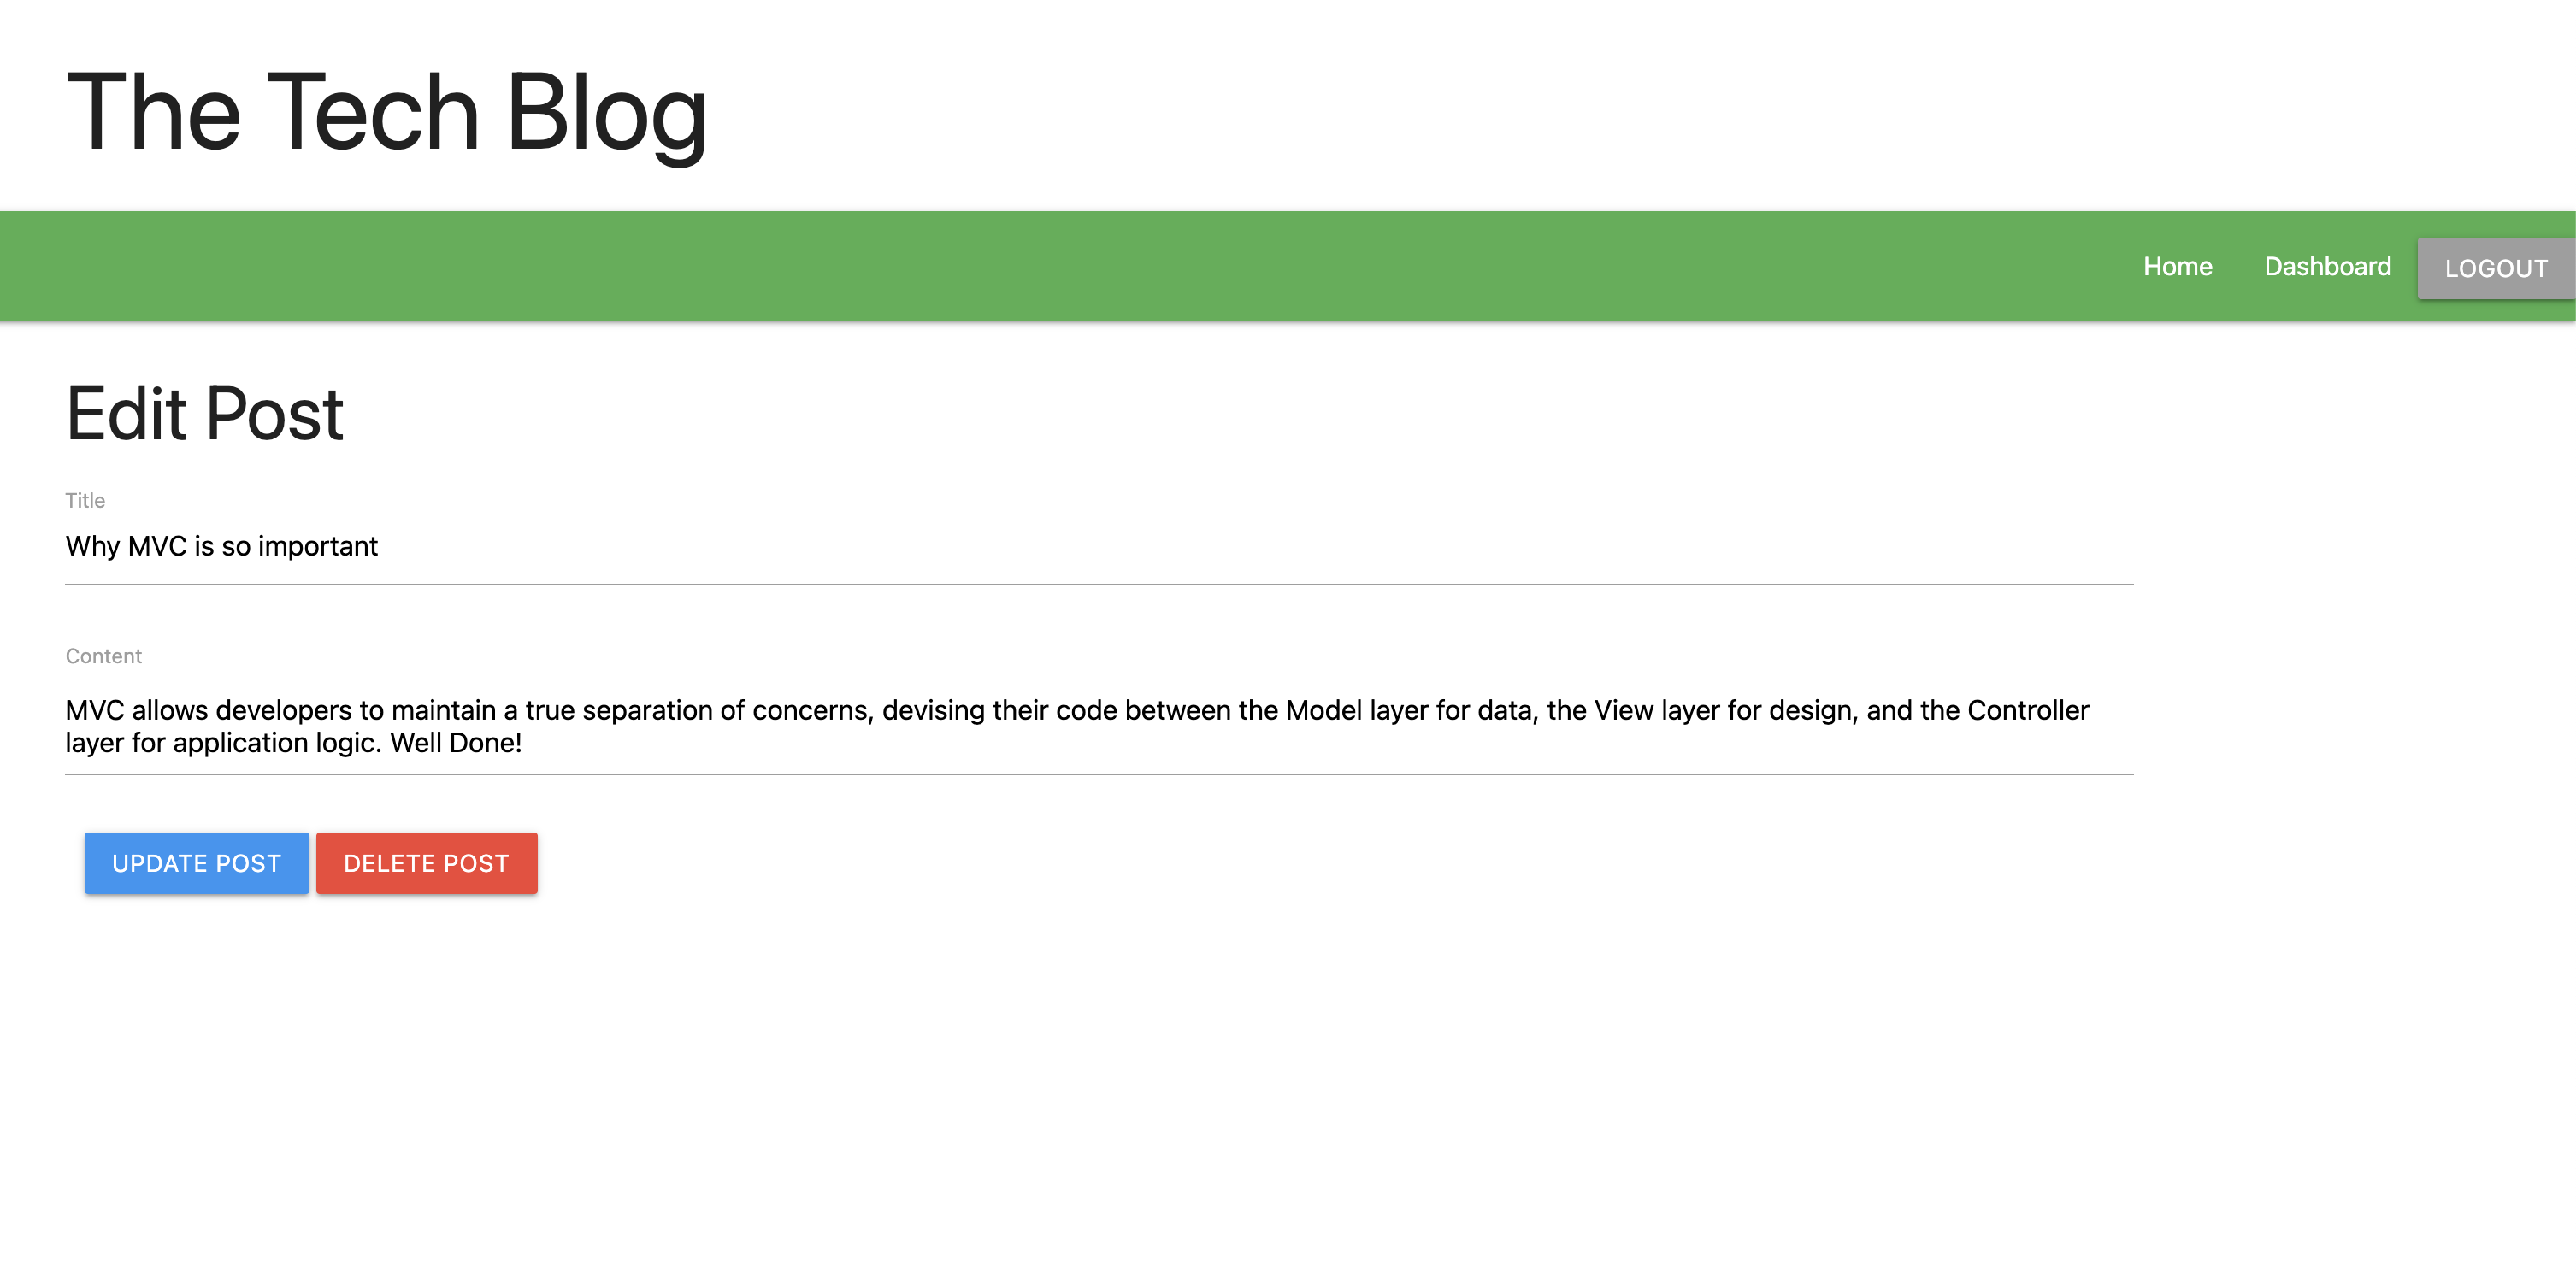 The Tech Blog
Home Dashboard LOGOUT
Edit Post
Title
Why MVC is so important
Content
MVC allows developers to maintain a true separation of concerns, devising their code between the Model layer for data, the View layer for design, and the Controller
layer for application logic. Well Done!
UPDATE POST DELETE POST